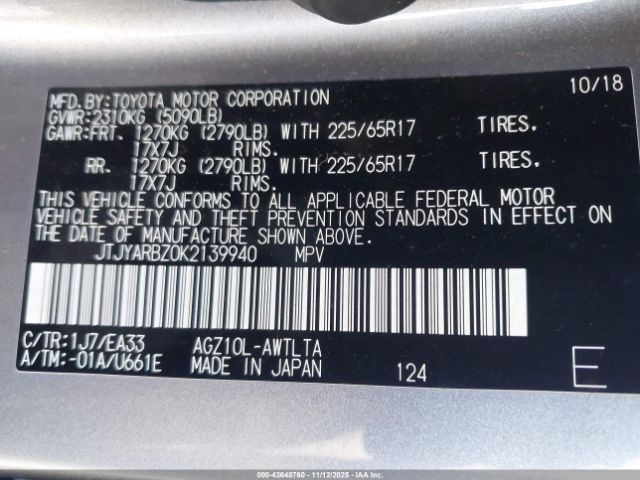 MFD.BY:TOYOTA MOTOR CORPORATION 10/18
GVWR:2310KG (5090LB)
GAWR:FRT. 1270KG (2790LB) WITH 225/65R17 TIRES.
17X7J RIMS.
RR. 1270KG (2790LB) WITH 225/65R17 TIRES.
17X7J RIMS.
THIS VEHICLE CONFORMS TO ALL APPLICABLE FEDERAL MOTOR
VEHICLE SAFETY AND THEFT PREVENTION STANDARDS IN EFFECT ON
THE DATE OF MANUFACTURE SHOWN ABOVE.
JTJYARBZ0K2139940 MPV
C/TR:1J7/EA33 AGZ10L-AWTLTA
A/TM:-01A/U661E MADE IN JAPAN 124 E
000-43648760 - 11/12/2025 - IAA Inc.